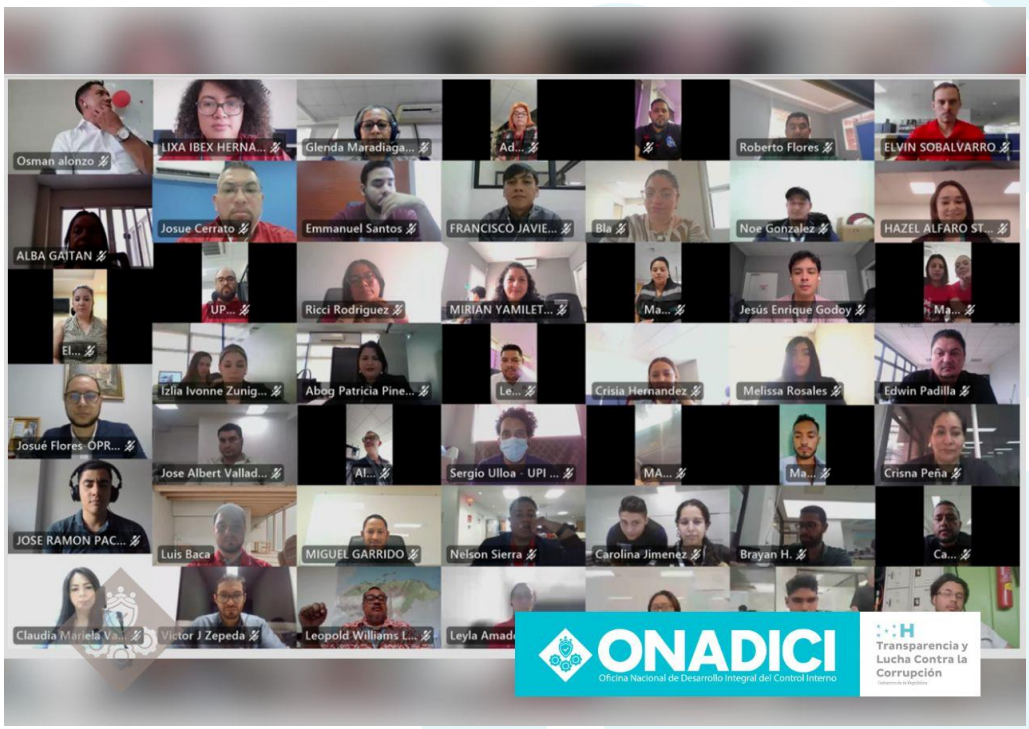 Osman alonzo
LIXA IBEX HERNA...
Glenda Maradiaga...
Ad...
Roberto Flores
ELVIN SOBALVARRO
ALBA GAITAN
Josue Cerrato
Emmanuel Santos
FRANCISCO JAVIE...
Bla
Noe Gonzalez
HAZEL ALFARO ST...
El...
UP...
Ricci Rodriguez
MIRIAN YAMILET...
Ma...
Jesús Enrique Godoy
Ma...
Izlia Ivonne Zunig...
Abog Patricia Pine...
Le...
Crisia Hernandez
Melissa Rosales
Edwin Padilla
Josué Flores-OPR...
Jose Albert Vallad...
Al...
Sergio Ulloa - UPI ...
MA...
Ma...
Crisna Peña
JOSE RAMON PAC...
Luis Baca
MIGUEL GARRIDO
Nelson Sierra
Carolina Jimenez
Brayan H.
Ca...
Claudia Mariela Va...
Victor J Zepeda
Leopold Williams L...
Leyla Amad
ONADICI
Oficina Nacional de Desarrollo Integral del Control Interno
H
Transparencia y
Lucha Contra la
Corrupción
Gobierno de la República